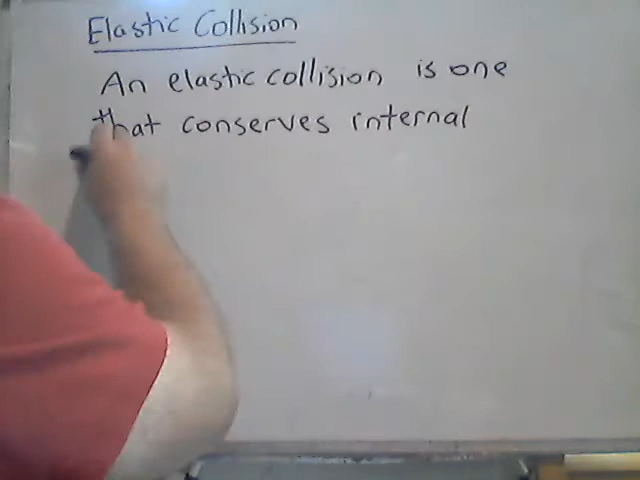 Elastic Collision
An elastic collision is one
that conserves internal